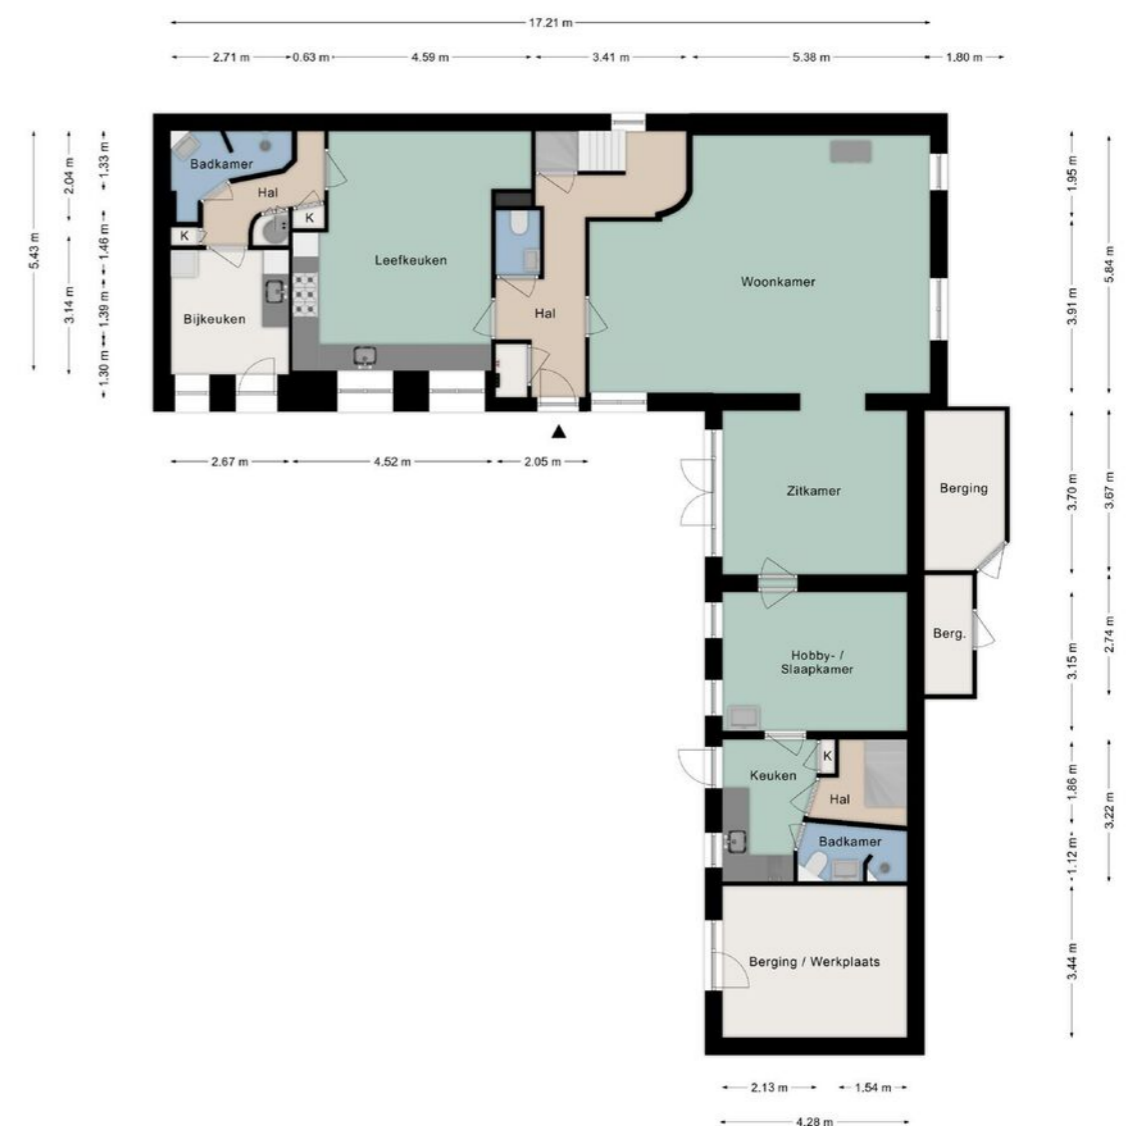 17.21 m
2.71 m
0.63 m
4.59 m
3.41 m
5.38 m
1.80 m
5.43 m
2.04 m
3.14 m
1.33 m
1.46 m
1.39 m
1.30 m
Badkamer
Hal
K
K
Bijkeuken
Leefkeuken
Hal
Woonkamer
1.95 m
3.91 m
5.84 m
2.67 m
4.52 m
2.05 m
Zitkamer
Berging
3.70 m
3.67 m
Hobby- /
Slaapkamer
Berg.
3.15 m
2.74 m
Keuken
K
Hal
Badkamer
1.86 m
1.12 m
3.22 m
Berging / Werkplaats
3.44 m
2.13 m
1.54 m
4.28 m